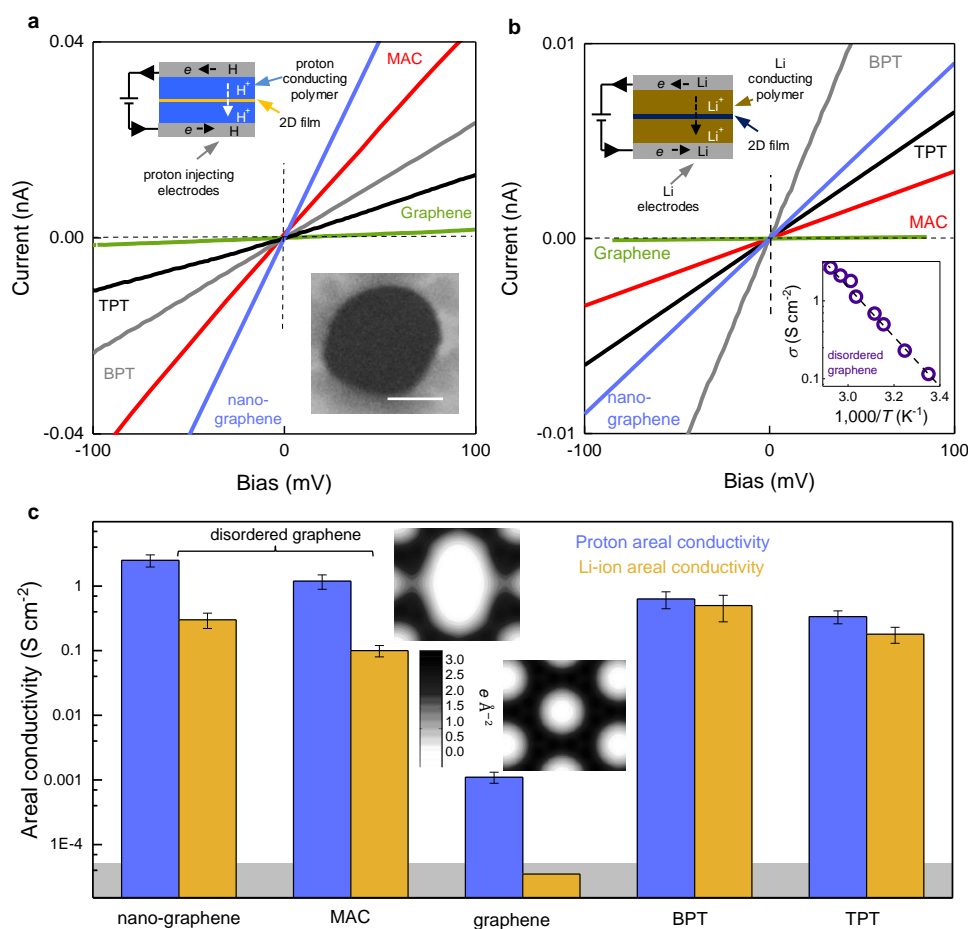 a
0.04
0.00
-0.04
Current (nA)
-100
0
100
Bias (mV)
e
H
H⁺
H⁺
e
H
proton
conducting
polymer
2D film
proton injecting
electrodes
MAC
Graphene
TPT
BPT
nano-
graphene
b
0.01
0.00
-0.01
Current (nA)
-100
0
100
Bias (mV)
e
Li
Li⁺
Li⁺
e
Li
Li
conducting
polymer
2D film
Li
electrodes
BPT
TPT
MAC
Graphene
nano-
graphene
σ (S cm⁻²)
1
0.1
disordered
graphene
3.0
3.2
3.4
1,000/T (K⁻¹)
c
Areal conductivity (S cm⁻²)
1
0.1
0.01
0.001
1E-4
disordered graphene
Proton areal conductivity
Li-ion areal conductivity
3.0
2.5
2.0
1.5
1.0
0.5
0.0
e Å⁻²
nano-graphene
MAC
graphene
BPT
TPT